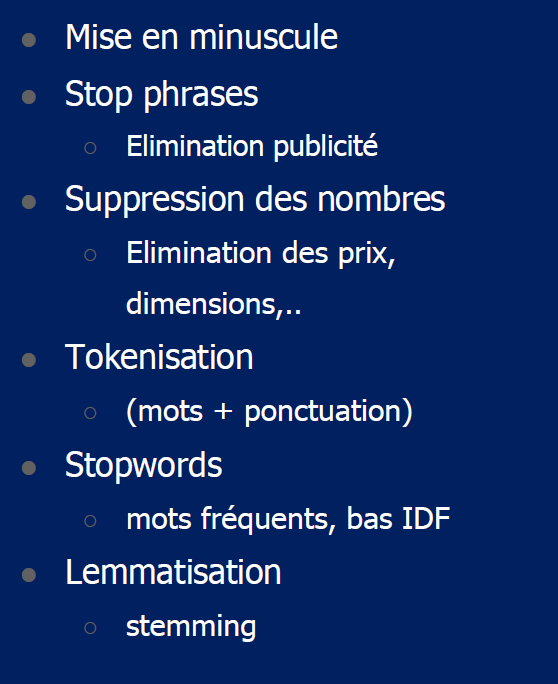 Mise en minuscule
Stop phrases
Elimination publicité
Suppression des nombres
Elimination des prix,
dimensions,..
Tokenisation
(mots + ponctuation)
Stopwords
mots fréquents, bas IDF
Lemmatisation
stemming